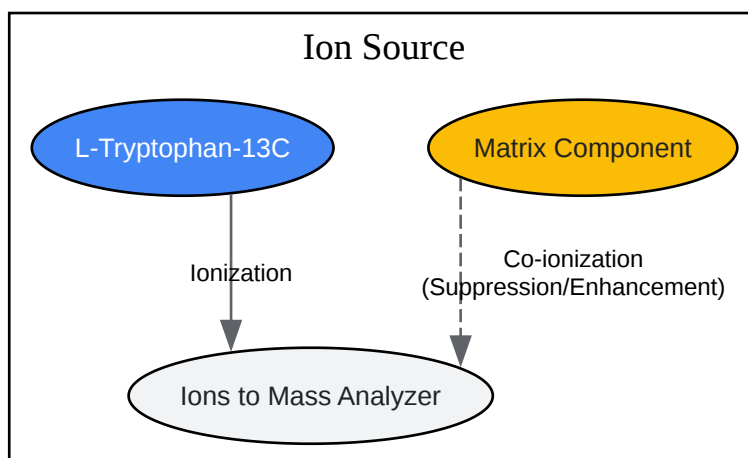 Ion Source
L-Tryptophan-13C
Matrix Component
Ionization
Co-ionization
(Suppression/Enhancement)
Ions to Mass Analyzer